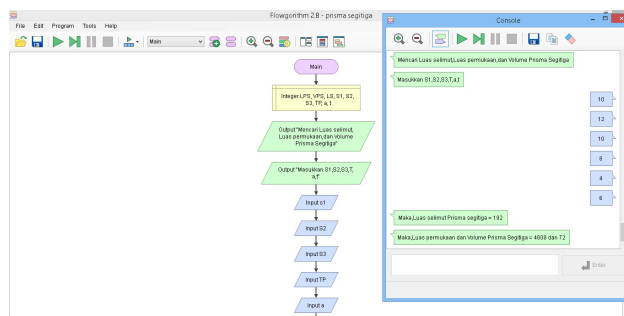 Flowgorithm 2.8 - prisma segitiga
File Edit Program Tools Help
Main
Main
Integer LPS, VPS, LS, S1, S2,
S3, TP, a, t
Output "Mencari Luas selimut,
Luas permukaan,dan Volume
Prisma Segitiga"
Output "Masukkan S1,S2,S3,T,
a,t"
Input s1
Input S2
Input S3
Input TP
Input a
Console
Mencari Luas selimut,Luas permukaan,dan Volume Prisma Segitiga
Masukkan S1,S2,S3,T,a,t
10
12
10
6
4
6
Maka,Luas selimut Prisma segitiga = 192
Maka,Luas permukaan dan Volume Prisma Segitiga = 4608 dan 72
Enter